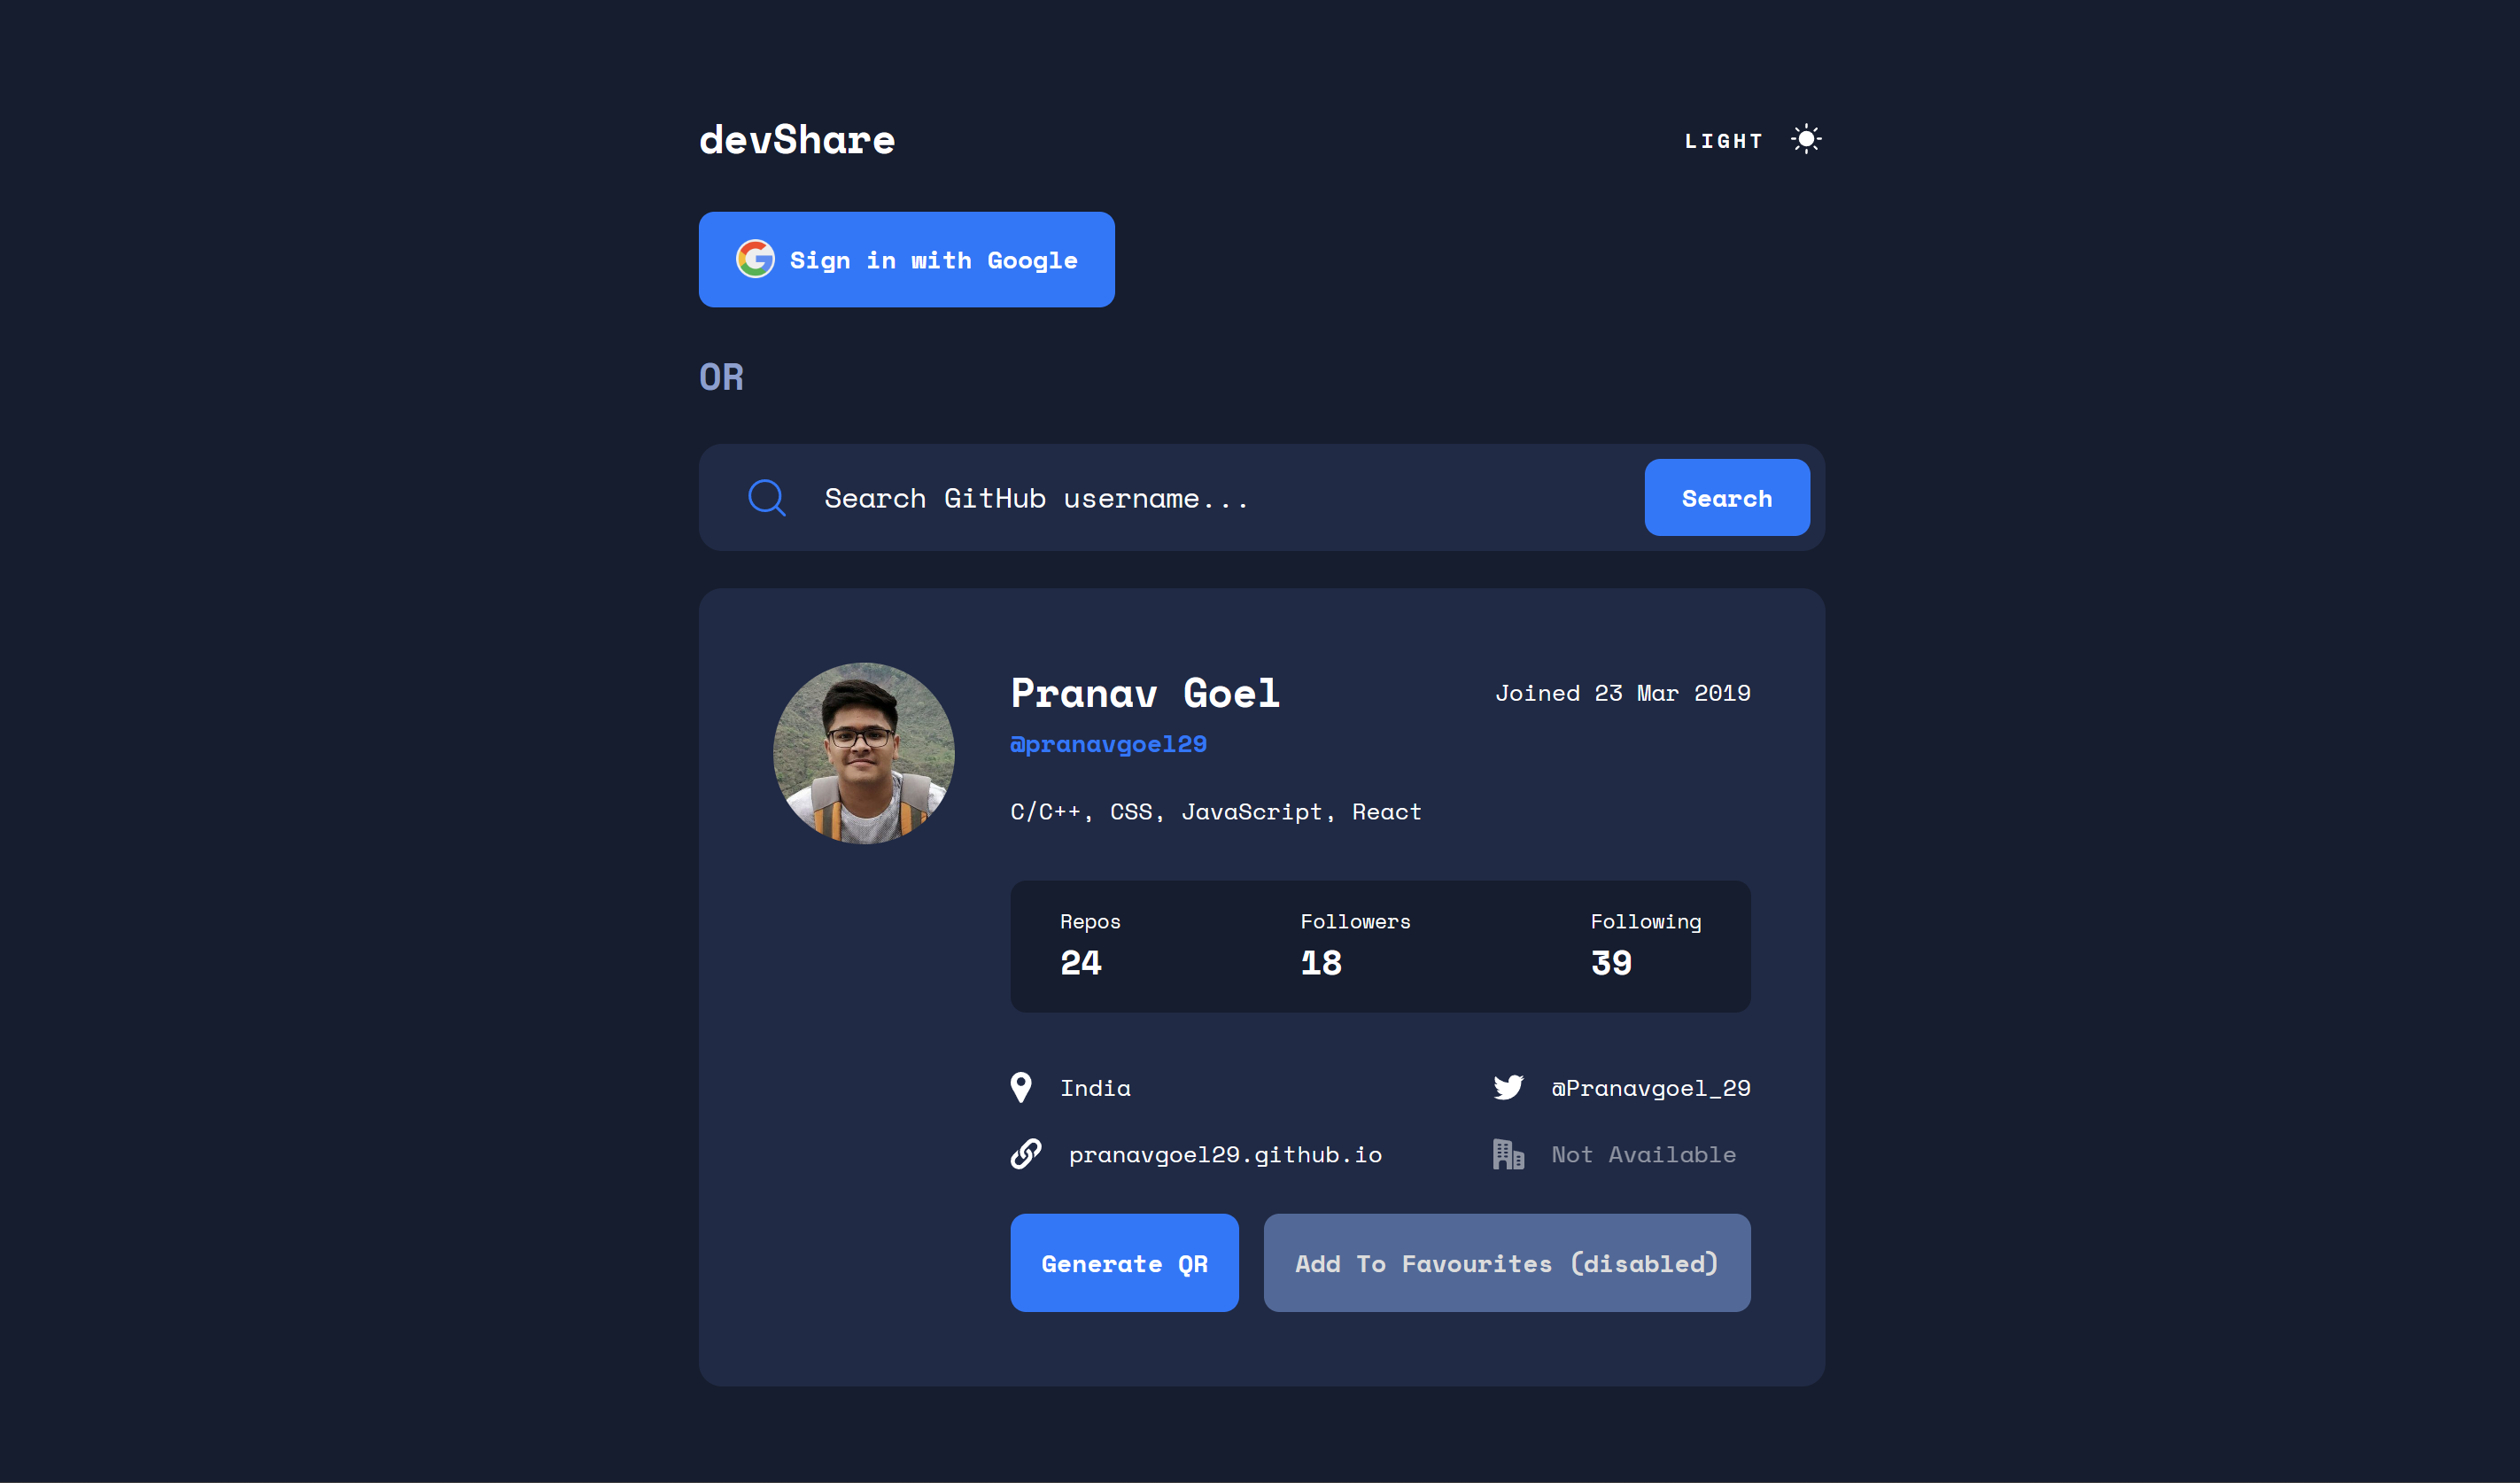 devShare
LIGHT
Sign in with Google
OR
Search GitHub username...
Search
Pranav Goel
Joined 23 Mar 2019
@pranavgoel29
C/C++, CSS, JavaScript, React
Repos
Followers
Following
24
18
39
India
@Pranavgoel_29
pranavgoel29.github.io
Not Available
Generate QR
Add To Favourites (disabled)